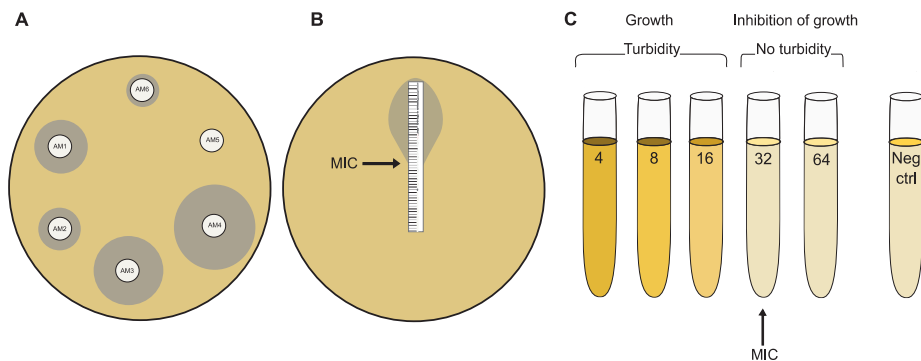 A
AM6
AM1
AM5
AM2
AM4
AM3
B
MIC
C
Growth
Inhibition of growth
Turbidity
No turbidity
4
8
16
32
64
Neg
ctrl
MIC